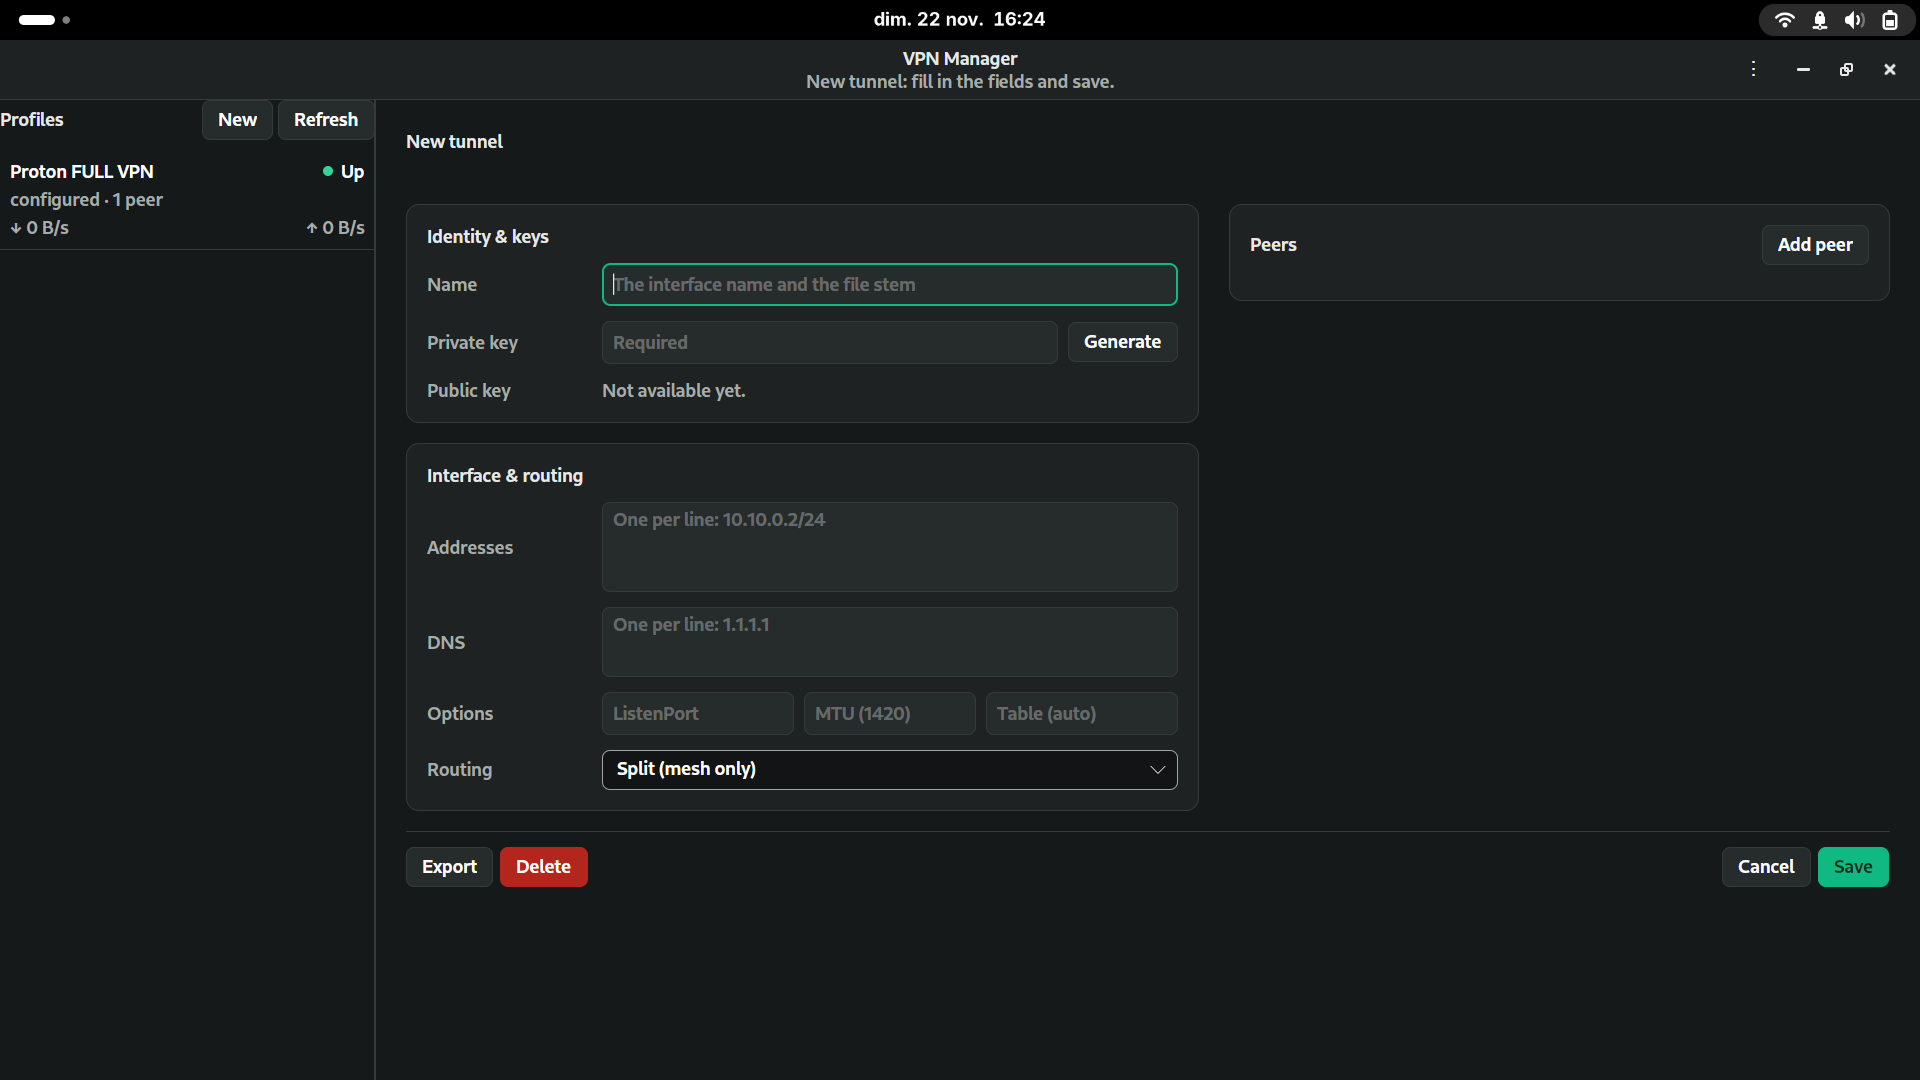 dim. 22 nov. 16:24
VPN Manager
New tunnel: fill in the fields and save.
Profiles
New
Refresh
Proton FULL VPN
Up
configured · 1 peer
↓ 0 B/s
↑ 0 B/s
New tunnel
Identity & keys
Name
The interface name and the file stem
Private key
Required
Generate
Public key
Not available yet.
Interface & routing
Addresses
One per line: 10.10.0.2/24
DNS
One per line: 1.1.1.1
Options
ListenPort
MTU (1420)
Table (auto)
Routing
Split (mesh only)
Peers
Add peer
Export
Delete
Cancel
Save